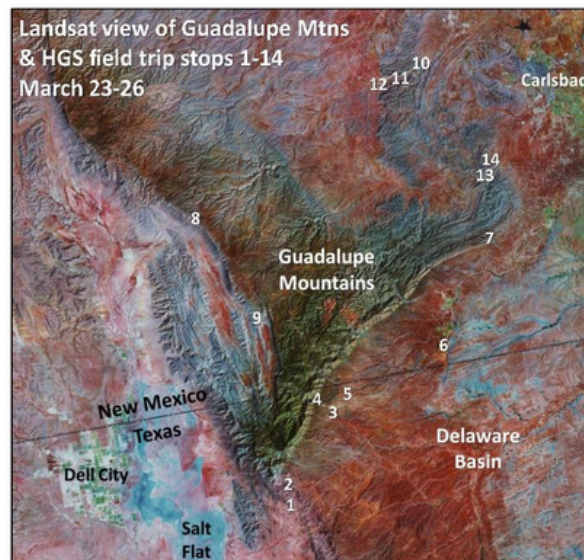 Landsat view of Guadalupe Mtns
& HGS field trip stops 1-14
March 23-26
10
11
12
Carlsbad
14
13
8
7
Guadalupe
Mountains
9
6
5
4
3
New Mexico
Texas
Delaware
Basin
Dell City
2
1
Salt
Flat